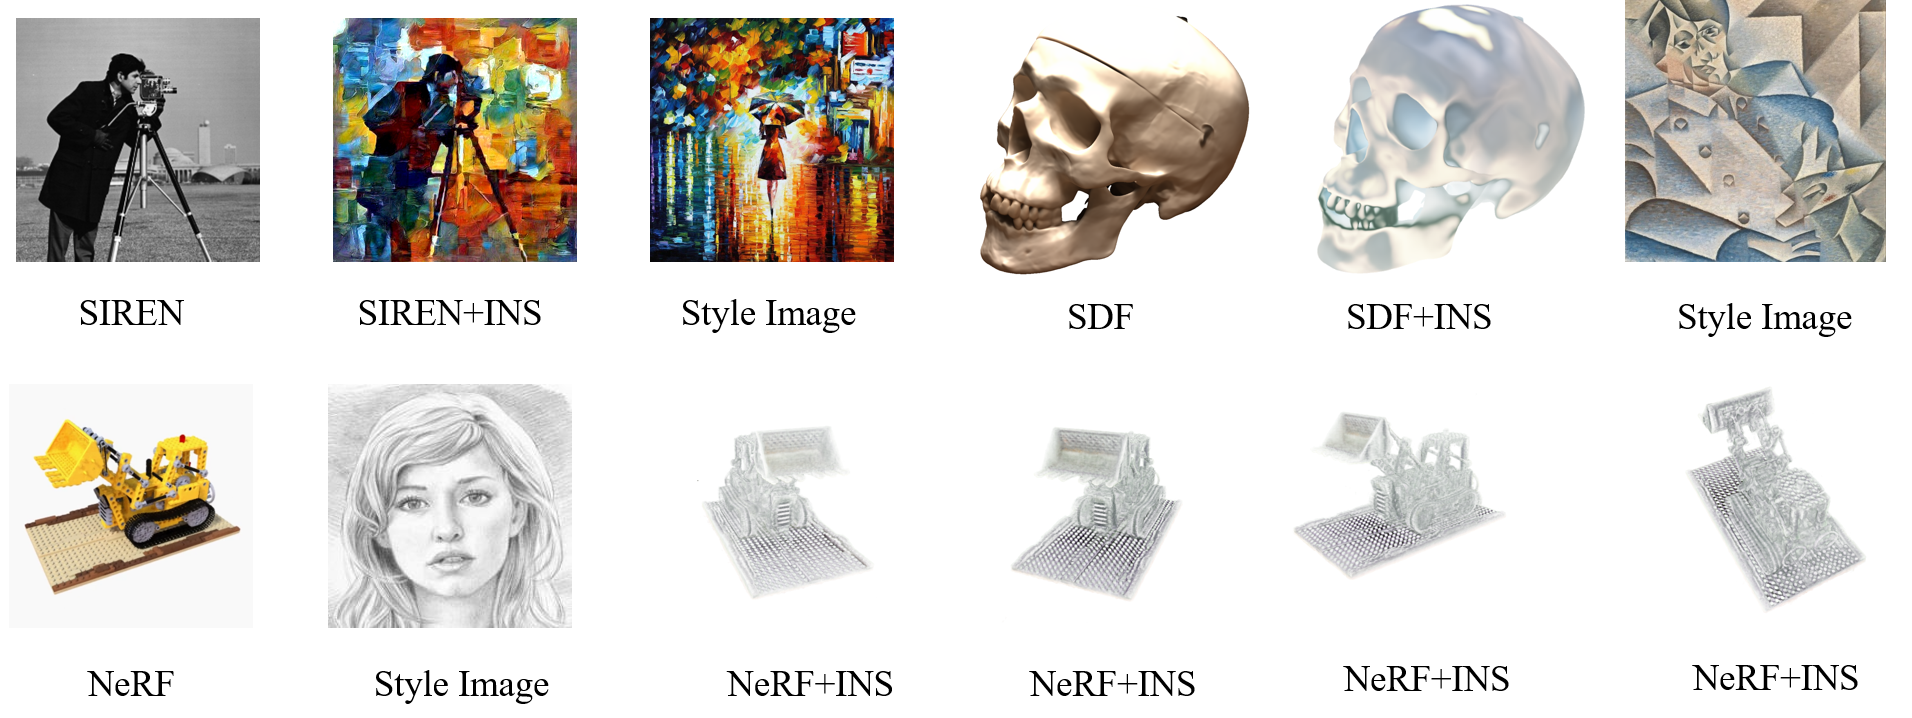 SIREN
SIREN+INS
Style Image
SDF
SDF+INS
Style Image
NeRF
Style Image
NeRF+INS
NeRF+INS
NeRF+INS
NeRF+INS